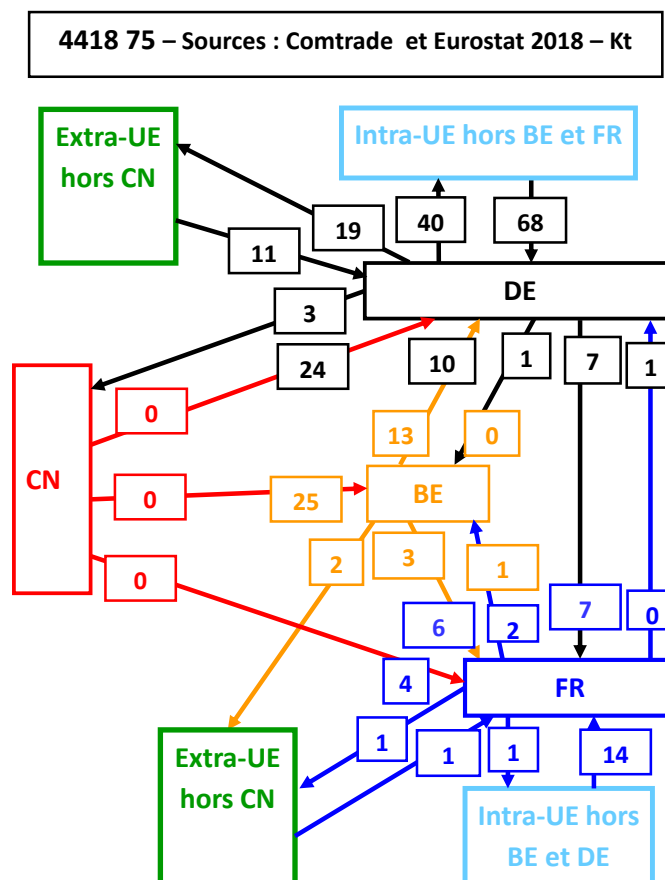 4418 75 – Sources : Comtrade et Eurostat 2018 – Kt
Extra-UE
hors CN
Intra-UE hors BE et FR
19
40
68
11
DE
3
24
10
1
7
1
0
13
0
CN
BE
0
25
2
3
1
0
6
2
7
0
4
FR
1
1
1
14
Extra-UE
hors CN
Intra-UE hors
BE et DE